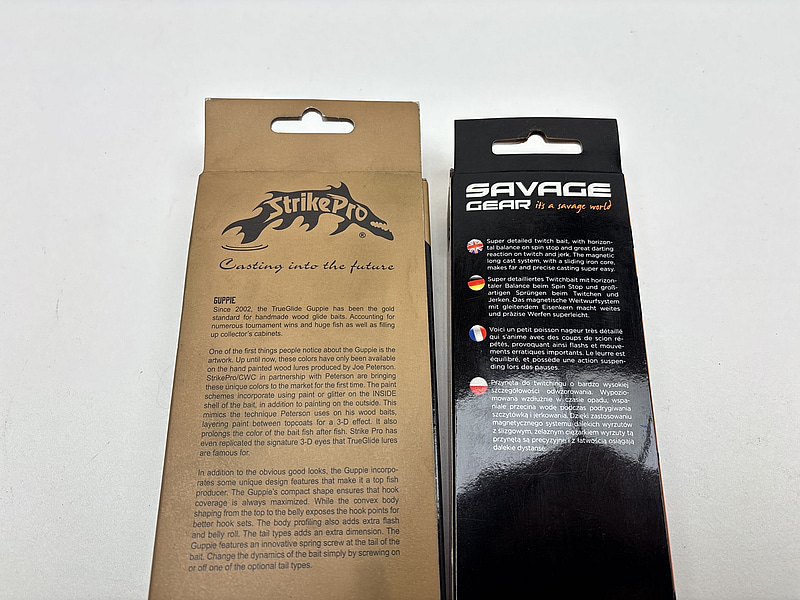 StrikePro
®
Casting into the future
GUPPIE
Since 2002, the TrueGlide Guppie has been the gold
standard for handmade wood glide baits. Accounting for
numerous tournament wins and huge fish as well as filling
up collector's cabinets.
One of the first things people notice about the Guppie is the
artwork. Up until now, these colors have only been available
on the hand painted wood lures produced by Joe Peterson.
StrikePro/CWC in partnership with Peterson are bringing
these unique colors to the market for the first time. The paint
schemes incorporate using paint or glitter on the INSIDE
shell of the bait, in addition to painting on the outside. This
mimics the technique Peterson uses on his wood baits,
layering paint between topcoats for a 3-D effect. It also
prolongs the color of the bait fish after fish. Strike Pro has
even replicated the signature 3-D eyes that TrueGlide lures
are famous for.
In addition to the obvious good looks, the Guppie incorpo-
rates some unique design features that make it a top fish
producer. The Guppie's compact shape ensures that hook
coverage is always maximized. While the convex body
shaping from the top to the belly exposes the hook points for
better hook sets. The body profiling also adds extra flash
and belly roll. The tail types adds an extra dimension. The
Guppie features an innovative spring screw at the tail of the
bait. Change the dynamics of the bait simply by screwing on
or off one of the optional tail types.
SAVAGE
GEAR its a savage world
Super detailed twitch bait, with horizon-
tal balance on spin stop and great darting
reaction on twitch and jerk. The magnetic
long cast system, with a sliding iron core,
makes far and precise casting super easy.
Super detailliertes Twitchbait mit horizon-
taler Balance beim Spin Stop und groß-
artigen Sprüngen beim Twitchen und
Jerken. Das magnetische Weitwurfsystem
mit gleitendem Eisenkern macht weites
und präzise Werfen superleicht.
Voici un petit poisson nageur très détaillé
qui s'anime avec des coups de scion ré-
pétés, provoquant ainsi flashs et mouve-
ments erratiques importants. Le leurre est
équilibré, et possède une action suspen-
ding lors des pauses.
Przynęta do twitchingu o bardzo wysokiej
szczegółowości odwzorowania. Wypozio-
mowana wzdłużnie w czasie opadu, wspa-
niale przecina wodę podczas podrygiwania
szczytówką i jerkowania. Dzięki zastosowaniu
magnetycznego systemu dalekich wyrzutów
z ślizgowym, żelaznym ciężarkiem wyrzuty tą
przynętą są precyzyjne i z łatwością osiągają
dalekie dystanse.